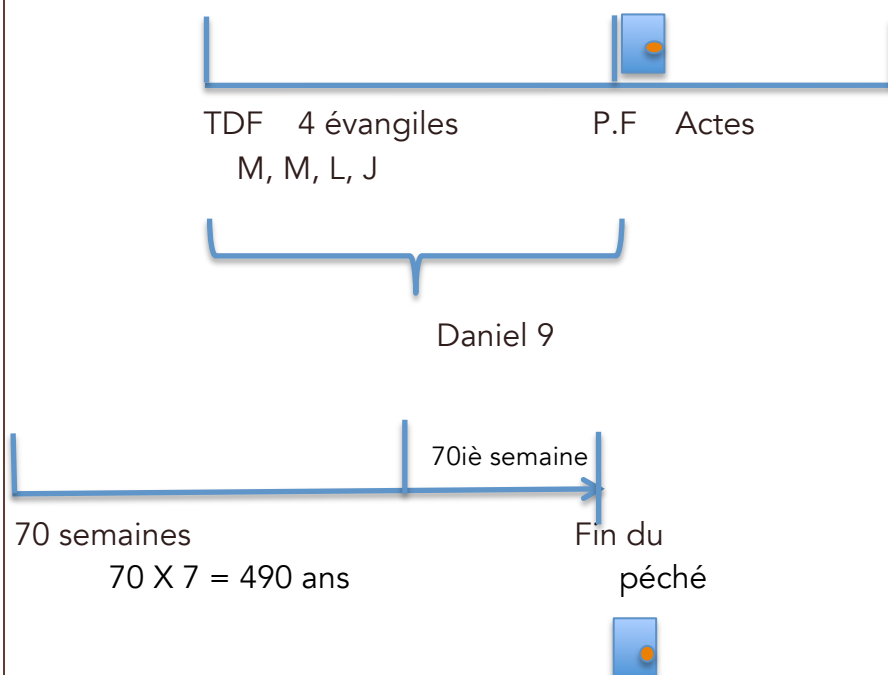 TDF 4 évangiles P.F Actes
M, M, L, J
Daniel 9
70iè semaine
70 semaines Fin du
70 X 7 = 490 ans péché